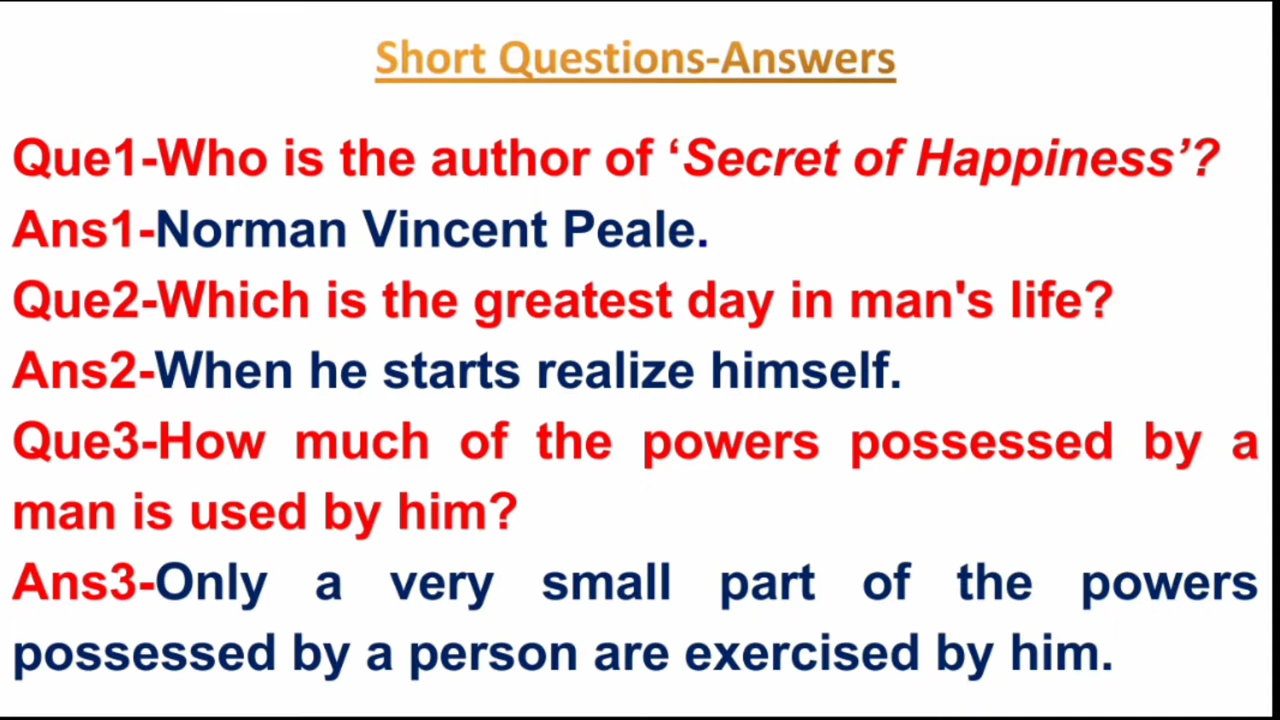 Short Questions-Answers
Que1-Who is the author of ‘Secret of Happiness’?
Ans1-Norman Vincent Peale.
Que2-Which is the greatest day in man's life?
Ans2-When he starts realize himself.
Que3-How much of the powers possessed by a
man is used by him?
Ans3-Only a very small part of the powers
possessed by a person are exercised by him.